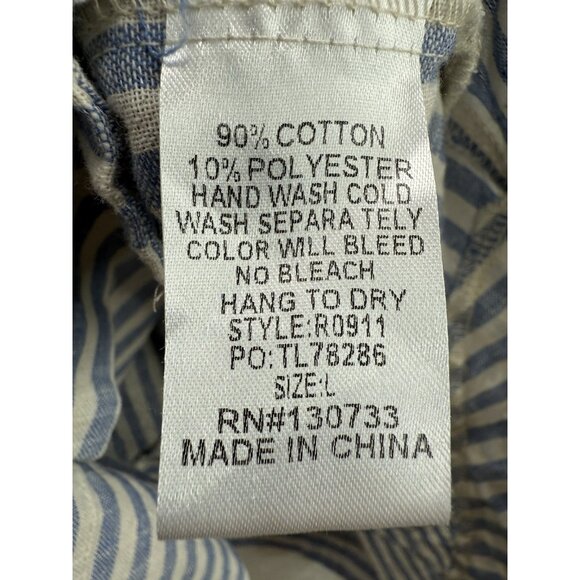 90% COTTON
10% POLYESTER
HAND WASH COLD
WASH SEPARA TELY
COLOR WILL BLEED
NO BLEACH
HANG TO DRY
STYLE:R0911
PO:TL78286
SIZE:L
RN#130733
MADE IN CHINA